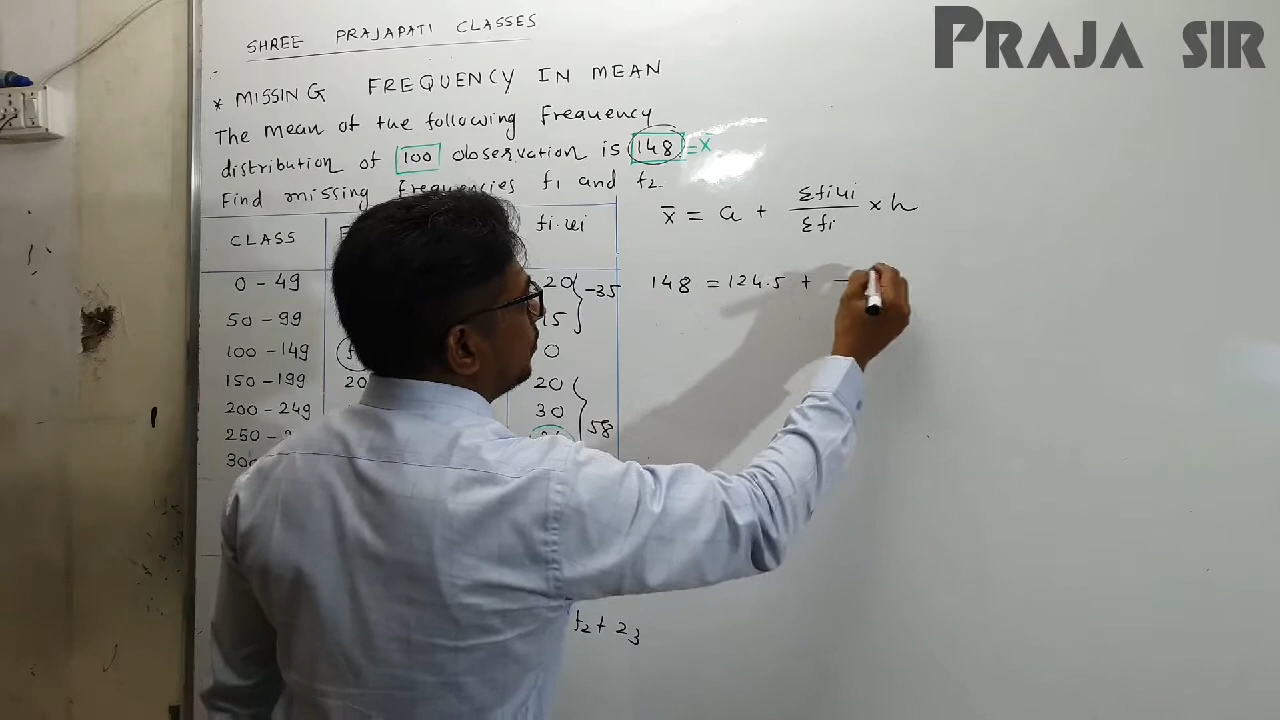 PRAJA SIR
SHREE PRAJAPATI CLASSES
* MISSING FREQUENCY IN MEAN
The mean of the following frequency
distribution of 100 observation is 148 = x̄
Find missing frequencies f1 and f2.
x̄ = a + Σfiui / Σfi × h
148 = 124.5 +
CLASS fi.ui
0 - 49 20 -35
50 - 99 15
100 - 149 0
150 - 199 20 20
200 - 249 30
250 - 58
300
f2 + 23